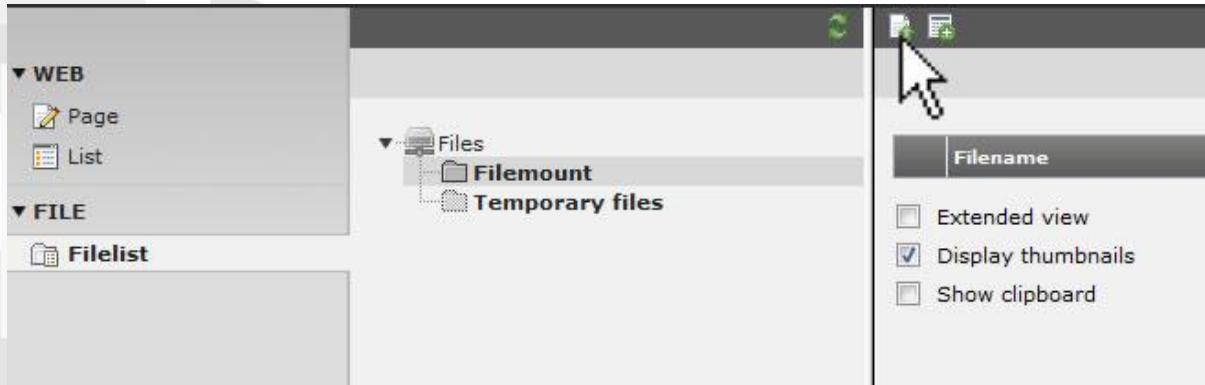 WEB
Page
List
FILE
Filelist
Files
Filemount
Temporary files
Filename
Extended view
Display thumbnails
Show clipboard